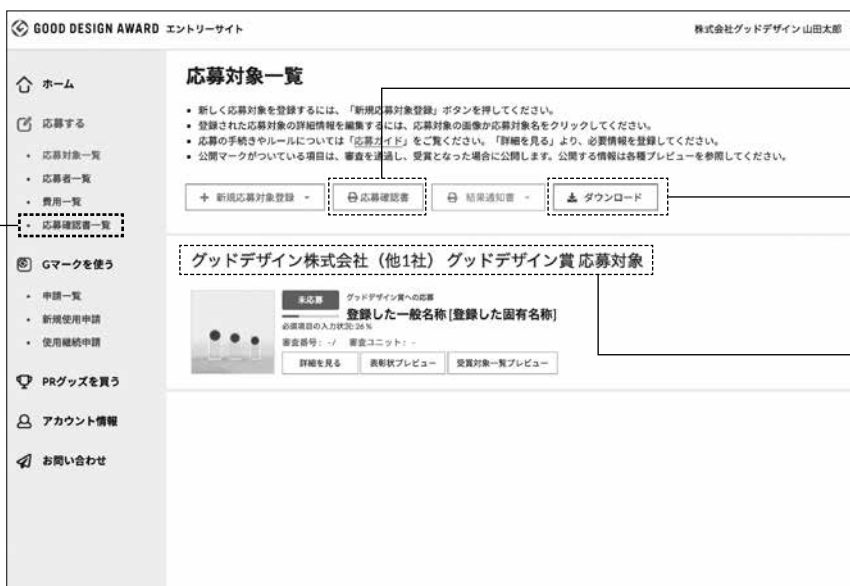 GOOD DESIGN AWARD エントリーサイト
株式会社グッドデザイン 山田太郎
ホーム
応募する
・ 応募対象一覧
・ 応募者一覧
・ 費用一覧
・ 応募確認書一覧
Gマークを使う
・ 申請一覧
・ 新規使用申請
・ 使用継続申請
PRグッズを買う
アカウント情報
お問い合わせ
応募対象一覧
• 新しく応募対象を登録するには、「新規応募対象登録」ボタンを押してください。
• 登録された応募対象の詳細情報を編集するには、応募対象の画像か応募対象名をクリックしてください。
• 応募の手続きやルールについては「応募ガイド」をご覧ください。「詳細を見る」より、必要情報を登録してください。
• 公開マークがついている項目は、審査を通過し、受賞となった場合に公開します。公開する情報は各種プレビューを参照してください。
+ 新規応募対象登録
応募確認書
結果通知書
ダウンロード
グッドデザイン株式会社（他1社） グッドデザイン賞 応募対象
未応募
グッドデザイン賞への応募
登録した一般名称 [登録した固有名称]
必須項目の入力状況: 26 %
審査番号： -/ 審査ユニット： -
詳細を見る
表彰状プレビュー
受賞対象一覧プレビュー